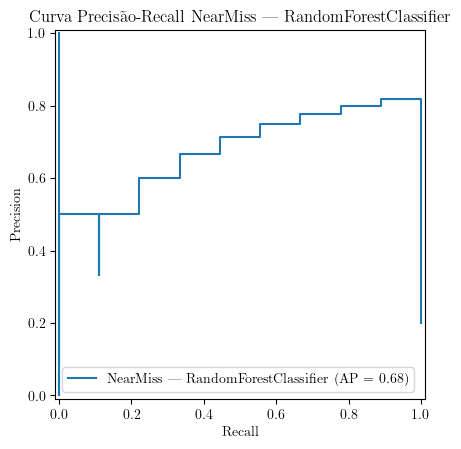 Curva Precisão-Recall NearMiss — RandomForestClassifier
1.0
0.8
0.6
0.4
0.2
0.0
Precision
NearMiss — RandomForestClassifier (AP = 0.68)
0.0 0.2 0.4 0.6 0.8 1.0
Recall